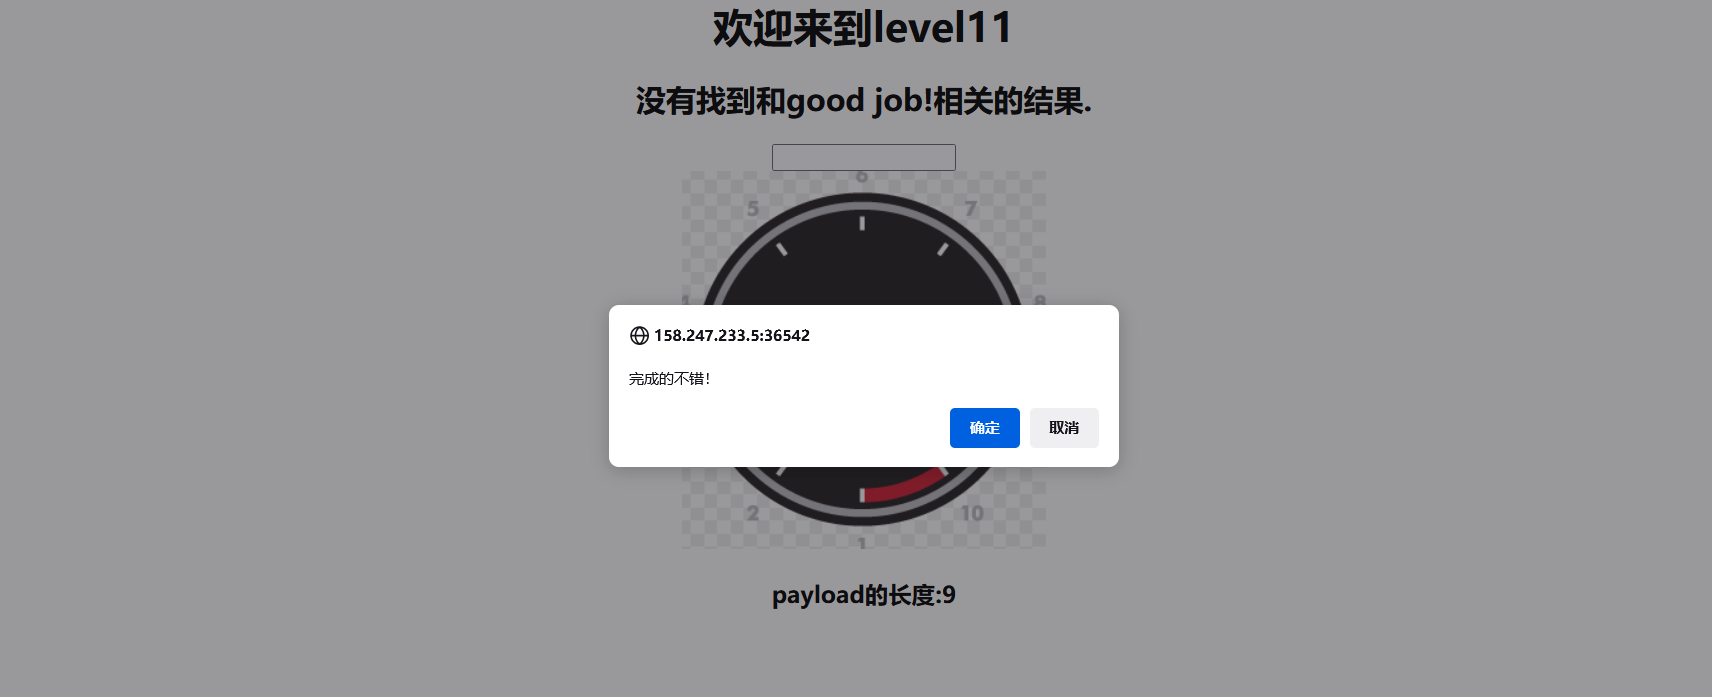 欢迎来到level11
没有找到和good job!相关的结果.
6
5 7
4 8
158.247.233.5:36542
完成的不错！
确定 取消
2 10
1
payload的长度:9